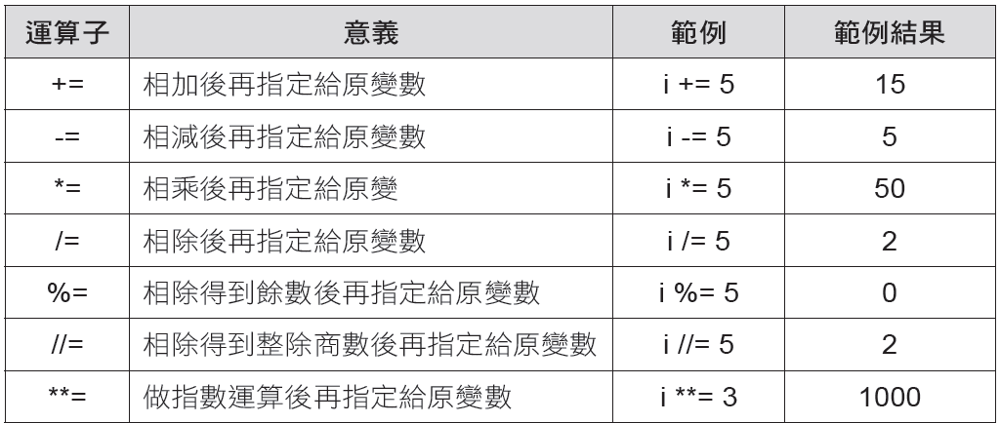 運算子 意義 範例 範例結果
+= 相加後再指定給原變數 i += 5 15
-= 相減後再指定給原變數 i -= 5 5
*= 相乘後再指定給原變 i *= 5 50
/= 相除後再指定給原變數 i /= 5 2
%= 相除得到餘數後再指定給原變數 i %= 5 0
//= 相除得到整除商數後再指定給原變數 i //= 5 2
**= 做指數運算後再指定給原變數 i **= 3 1000